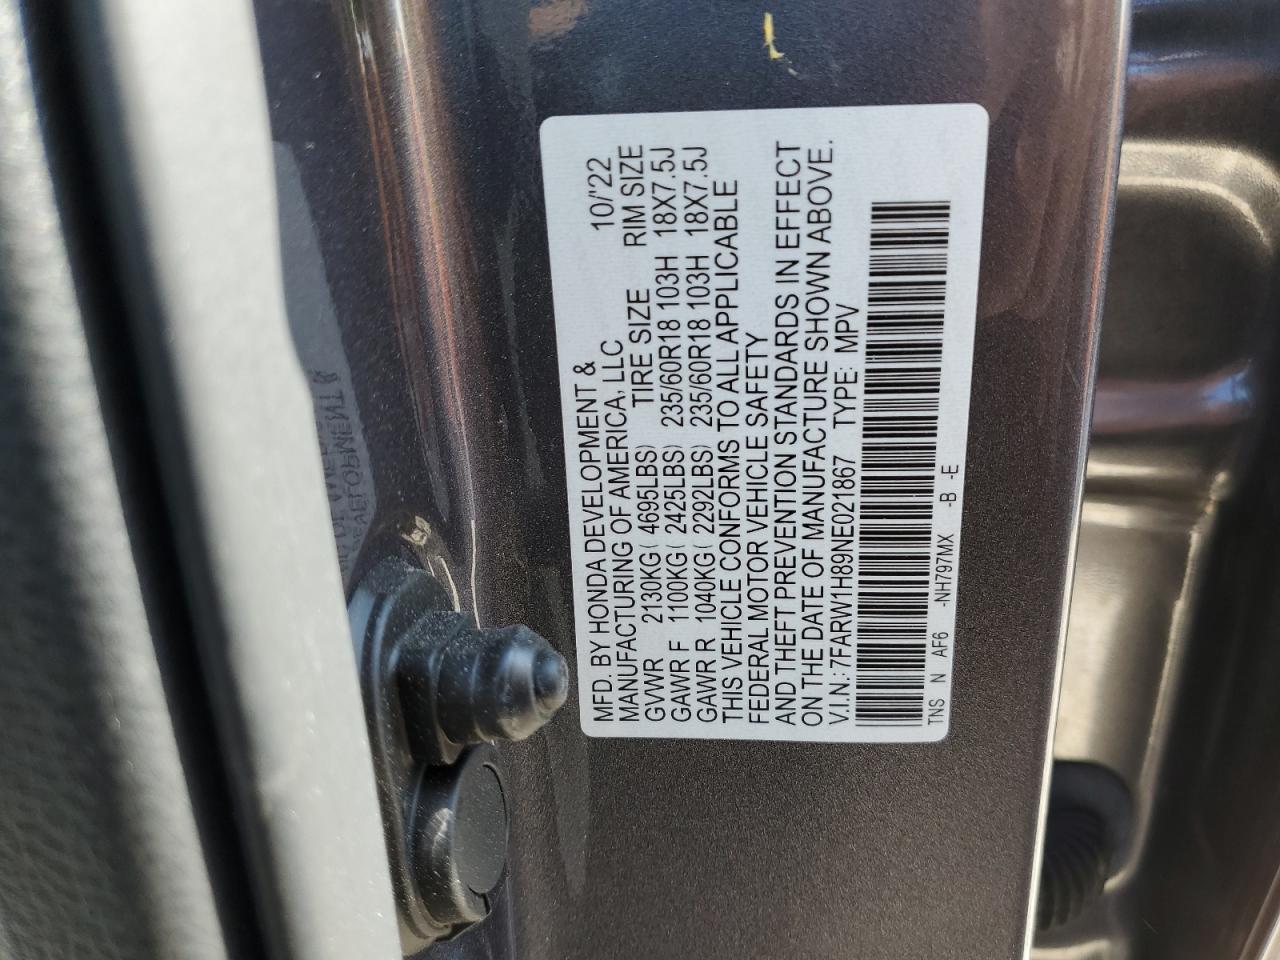 MFD. BY HONDA DEVELOPMENT &
MANUFACTURING OF AMERICA, LLC 10/'22
GVWR 2130KG( 4695LBS) TIRE SIZE RIM SIZE
GAWR F 1100KG( 2425LBS) 235/60R18 103H 18X7.5J
GAWR R 1040KG( 2292LBS) 235/60R18 103H 18X7.5J
THIS VEHICLE CONFORMS TO ALL APPLICABLE
FEDERAL MOTOR VEHICLE SAFETY
AND THEFT PREVENTION STANDARDS IN EFFECT
ON THE DATE OF MANUFACTURE SHOWN ABOVE.
V.I.N.: 7FARW1H89NE021867 TYPE: MPV
TNS N AF6 -NH797MX -B -E